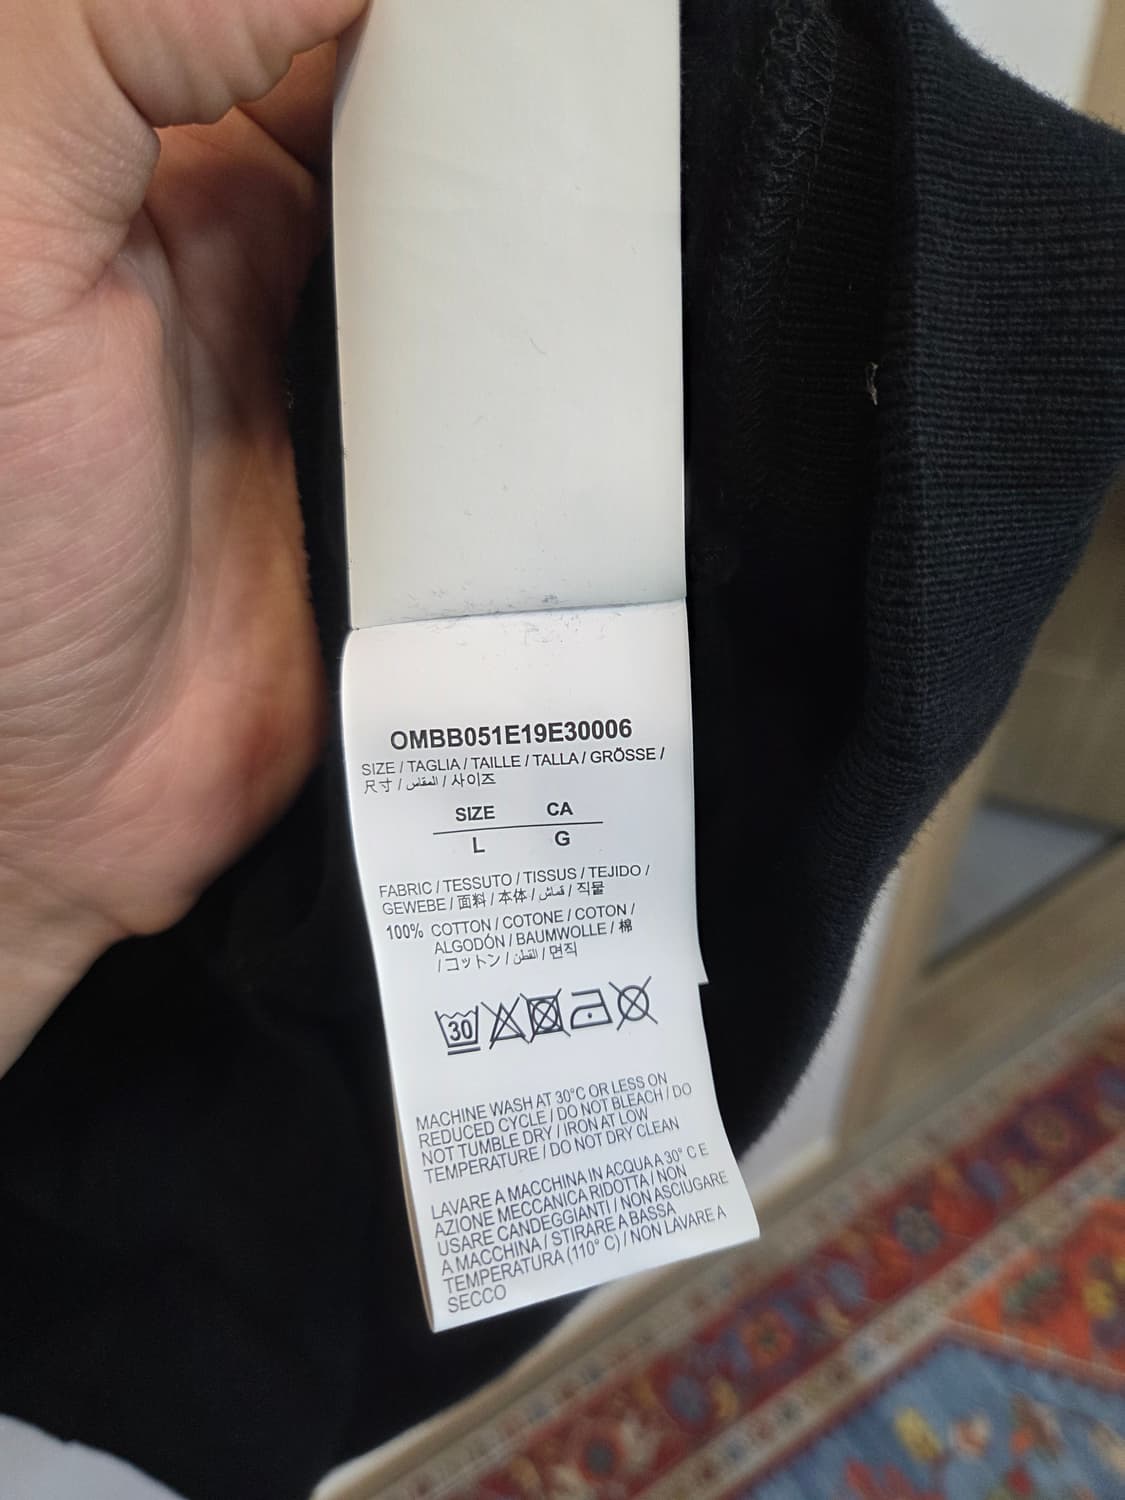 OMBB051E19E30006
SIZE / TAGLIA / TAILLE / TALLA / GRÖSSE /
尺寸 / المقاس / 사이즈
SIZE CA
L G
FABRIC / TESSUTO / TISSUS / TEJIDO /
GEWEBE / 面料 / 本体 / قماش / 직물
100% COTTON / COTONE / COTON /
ALGODÓN / BAUMWOLLE / 棉
/ コットン / القطن / 면직
30
MACHINE WASH AT 30°C OR LESS ON
REDUCED CYCLE / DO NOT BLEACH / DO
NOT TUMBLE DRY / IRON AT LOW
TEMPERATURE / DO NOT DRY CLEAN
LAVARE A MACCHINA IN ACQUA A 30° C E
AZIONE MECCANICA RIDOTTA / NON
USARE CANDEGGIANTI / NON ASCIUGARE
A MACCHINA / STIRARE A BASSA
TEMPERATURA (110° C) / NON LAVARE A
SECCO